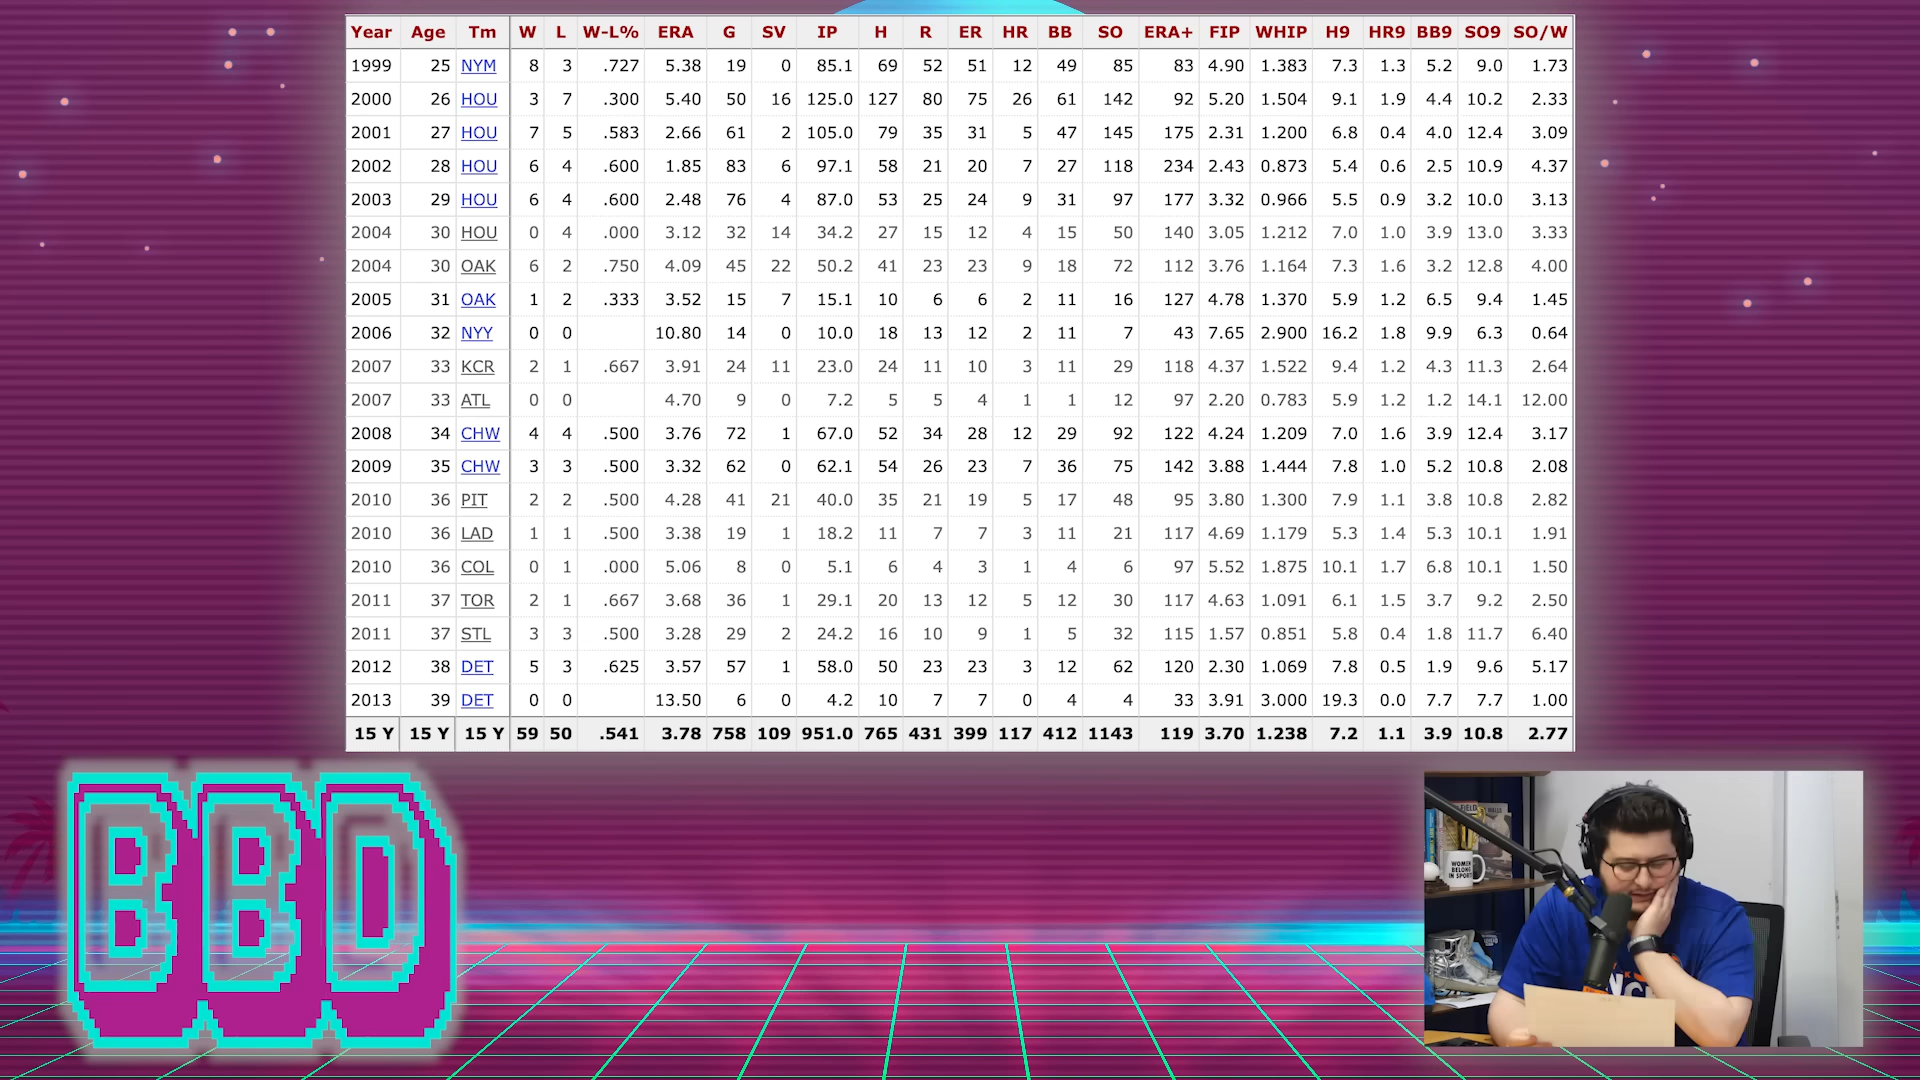 Year Age Tm W L W-L% ERA G SV IP H R ER HR BB SO ERA+ FIP WHIP H9 HR9 BB9 SO9 SO/W
1999 25 NYM 8 3 .727 5.38 19 0 85.1 69 52 51 12 49 85 83 4.90 1.383 7.3 1.3 5.2 9.0 1.73
2000 26 HOU 3 7 .300 5.40 50 16 125.0 127 80 75 26 61 142 92 5.20 1.504 9.1 1.9 4.4 10.2 2.33
2001 27 HOU 7 5 .583 2.66 61 2 105.0 79 35 31 5 47 145 175 2.31 1.200 6.8 0.4 4.0 12.4 3.09
2002 28 HOU 6 4 .600 1.85 83 6 97.1 58 21 20 7 27 118 234 2.43 0.873 5.4 0.6 2.5 10.9 4.37
2003 29 HOU 6 4 .600 2.48 76 4 87.0 53 25 24 9 31 97 177 3.32 0.966 5.5 0.9 3.2 10.0 3.13
2004 30 HOU 0 4 .000 3.12 32 14 34.2 27 15 12 4 15 50 140 3.05 1.212 7.0 1.0 3.9 13.0 3.33
2004 30 OAK 6 2 .750 4.09 45 22 50.2 41 23 23 9 18 72 112 3.76 1.164 7.3 1.6 3.2 12.8 4.00
2005 31 OAK 1 2 .333 3.52 15 7 15.1 10 6 6 2 11 16 127 4.78 1.370 5.9 1.2 6.5 9.4 1.45
2006 32 NYY 0 0 10.80 14 0 10.0 18 13 12 2 11 7 43 7.65 2.900 16.2 1.8 9.9 6.3 0.64
2007 33 KCR 2 1 .667 3.91 24 11 23.0 24 11 10 3 11 29 118 4.37 1.522 9.4 1.2 4.3 11.3 2.64
2007 33 ATL 0 0 4.70 9 0 7.2 5 5 4 1 1 12 97 2.20 0.783 5.9 1.2 1.2 14.1 12.00
2008 34 CHW 4 4 .500 3.76 72 1 67.0 52 34 28 12 29 92 122 4.24 1.209 7.0 1.6 3.9 12.4 3.17
2009 35 CHW 3 3 .500 3.32 62 0 62.1 54 26 23 7 36 75 142 3.88 1.444 7.8 1.0 5.2 10.8 2.08
2010 36 PIT 2 2 .500 4.28 41 21 40.0 35 21 19 5 17 48 95 3.80 1.300 7.9 1.1 3.8 10.8 2.82
2010 36 LAD 1 1 .500 3.38 19 1 18.2 11 7 7 3 11 21 117 4.69 1.179 5.3 1.4 5.3 10.1 1.91
2010 36 COL 0 1 .000 5.06 8 0 5.1 6 4 3 1 4 6 97 5.52 1.875 10.1 1.7 6.8 10.1 1.50
2011 37 TOR 2 1 .667 3.68 36 1 29.1 20 13 12 5 12 30 117 4.63 1.091 6.1 1.5 3.7 9.2 2.50
2011 37 STL 3 3 .500 3.28 29 2 24.2 16 10 9 1 5 32 115 1.57 0.851 5.8 0.4 1.8 11.7 6.40
2012 38 DET 5 3 .625 3.57 57 1 58.0 50 23 23 3 12 62 120 2.30 1.069 7.8 0.5 1.9 9.6 5.17
2013 39 DET 0 0 13.50 6 0 4.2 10 7 7 0 4 4 33 3.91 3.000 19.3 0.0 7.7 7.7 1.00
15 Y 15 Y 15 Y 59 50 .541 3.78 758 109 951.0 765 431 399 117 412 1143 119 3.70 1.238 7.2 1.1 3.9 10.8 2.77
BBD
WOMEN
BELONG
IN SPORTS